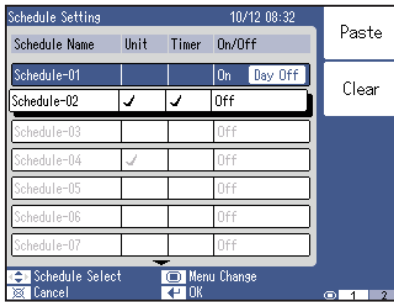 Schedule Setting 10/12 08:32
Paste
Schedule Name Unit Timer On/Off
Schedule-01 On Day Off
Clear
Schedule-02 ✓ ✓ Off
Schedule-03 Off
Schedule-04 ✓ Off
Schedule-05 Off
Schedule-06 Off
Schedule-07 Off
Schedule Select Menu Change
Cancel OK
1 2